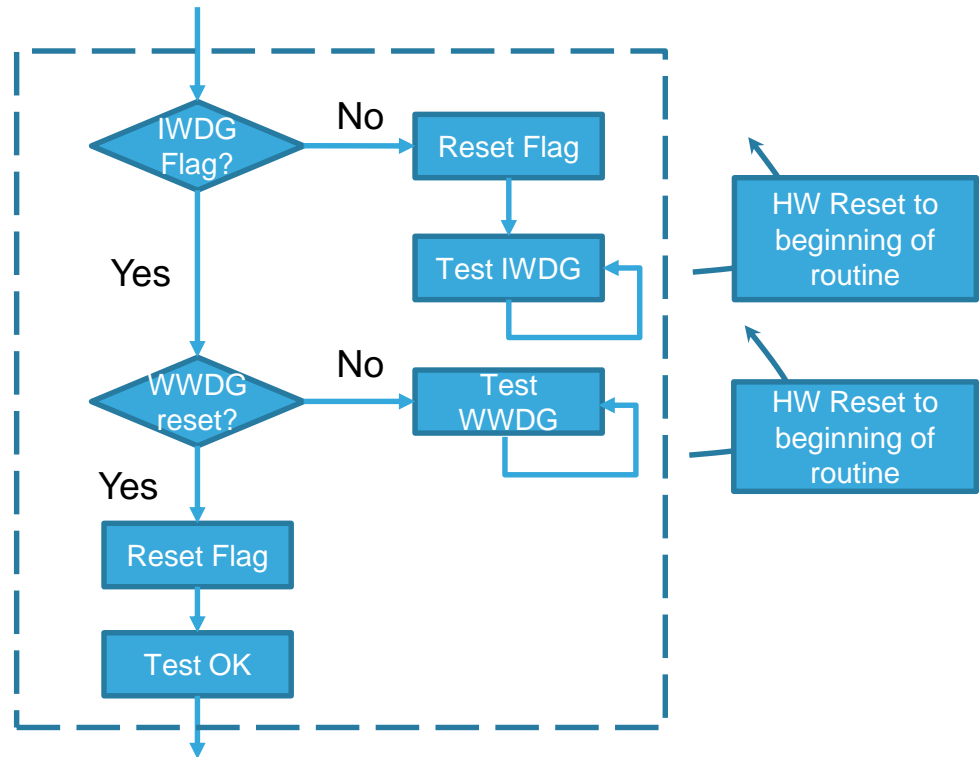 IWDG
Flag?
No
Reset Flag
Test IWDG
Yes
HW Reset to
beginning of
routine
WWDG
reset?
No
Test
WWDG
HW Reset to
beginning of
routine
Yes
Reset Flag
Test OK